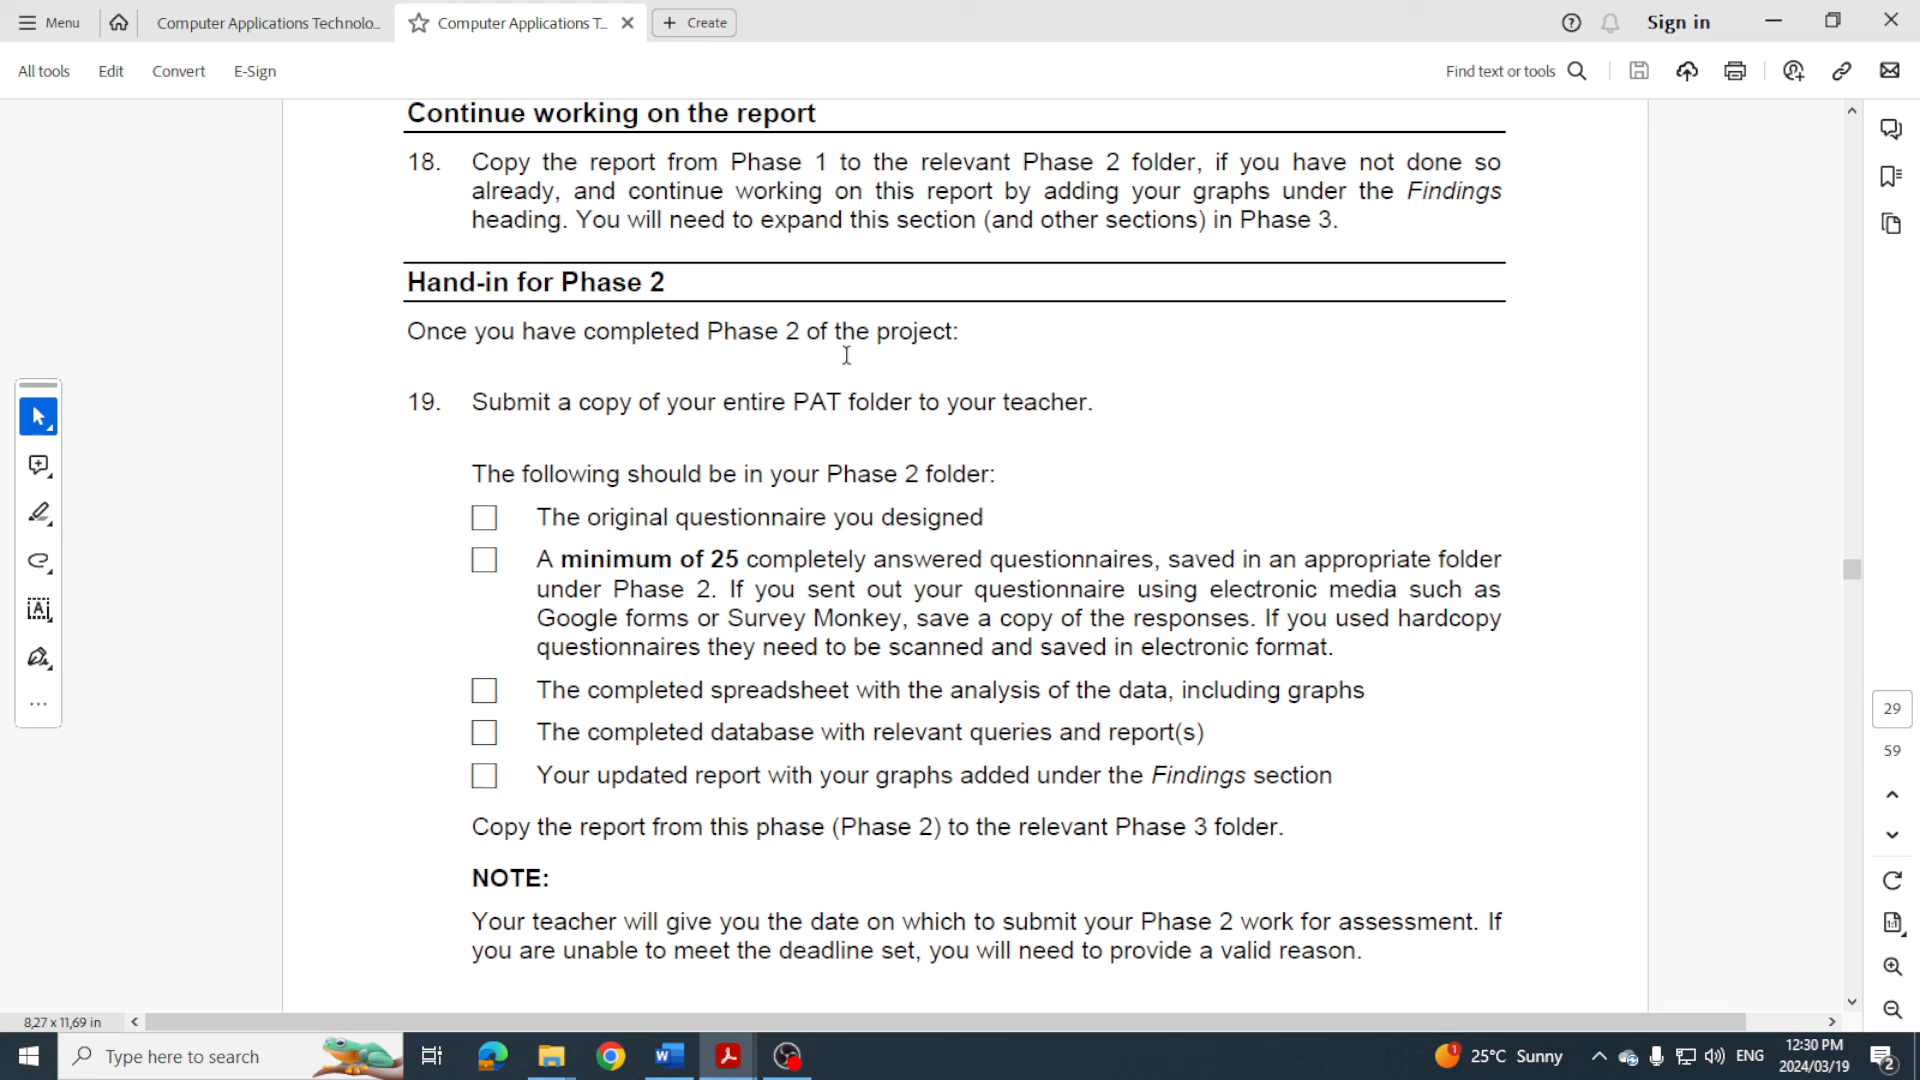 Menu
Computer Applications Technolo...
Computer Applications T...
Create
Sign in
All tools
Edit
Convert
E-Sign
Find text or tools
Continue working on the report
18. Copy the report from Phase 1 to the relevant Phase 2 folder, if you have not done so
already, and continue working on this report by adding your graphs under the Findings
heading. You will need to expand this section (and other sections) in Phase 3.
Hand-in for Phase 2
Once you have completed Phase 2 of the project:
19. Submit a copy of your entire PAT folder to your teacher.
The following should be in your Phase 2 folder:
The original questionnaire you designed
A minimum of 25 completely answered questionnaires, saved in an appropriate folder
under Phase 2. If you sent out your questionnaire using electronic media such as
Google forms or Survey Monkey, save a copy of the responses. If you used hardcopy
questionnaires they need to be scanned and saved in electronic format.
The completed spreadsheet with the analysis of the data, including graphs
The completed database with relevant queries and report(s)
Your updated report with your graphs added under the Findings section
Copy the report from this phase (Phase 2) to the relevant Phase 3 folder.
NOTE:
Your teacher will give you the date on which to submit your Phase 2 work for assessment. If
you are unable to meet the deadline set, you will need to provide a valid reason.
29
59
1:1
8,27 x 11,69 in
Type here to search
1
25°C Sunny
ENG
12:30 PM
2024/03/19
2